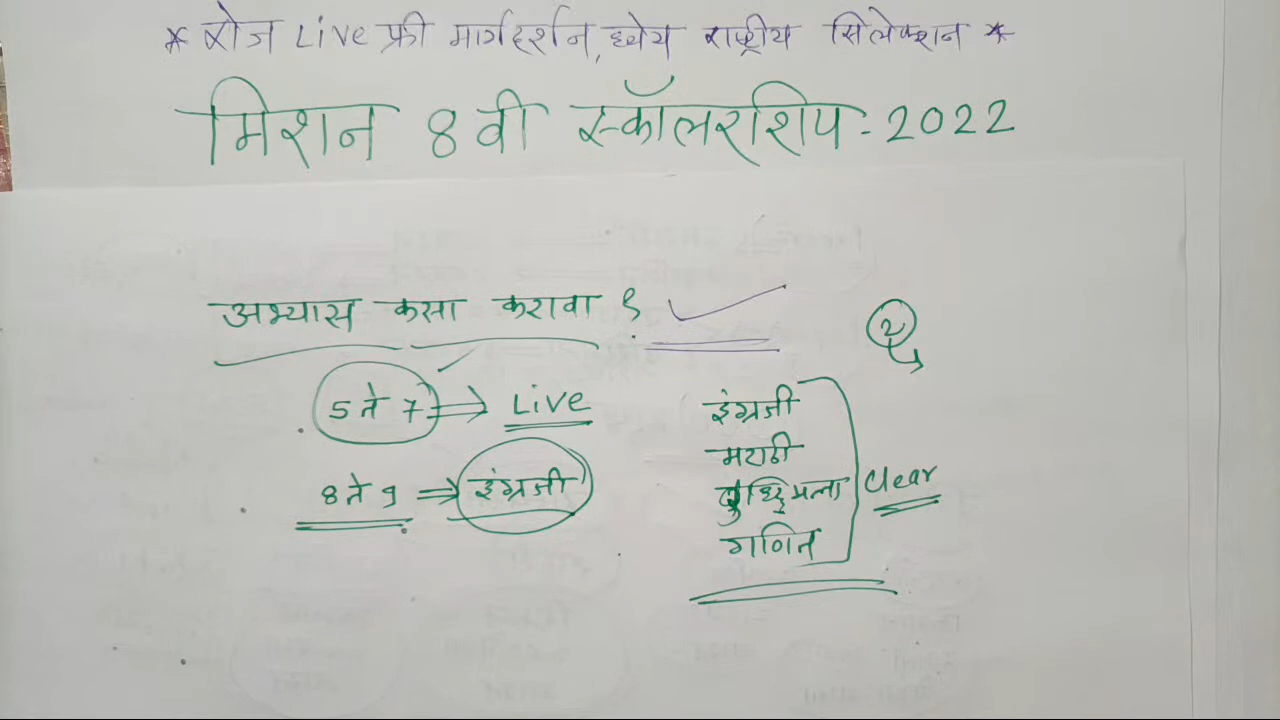 * रोज Live फ्री मार्गदर्शन, ध्येय राष्ट्रीय सिलेक्शन *
मिशन 8 वी स्कॉलरशिप - 2022
अभ्यास कसा करावा ?
5 ते 7 ⇒ Live
8 ते 9 ⇒ इंग्रजी
2
इंग्रजी
मराठी
बुध्दिमत्ता
गणित
Clear